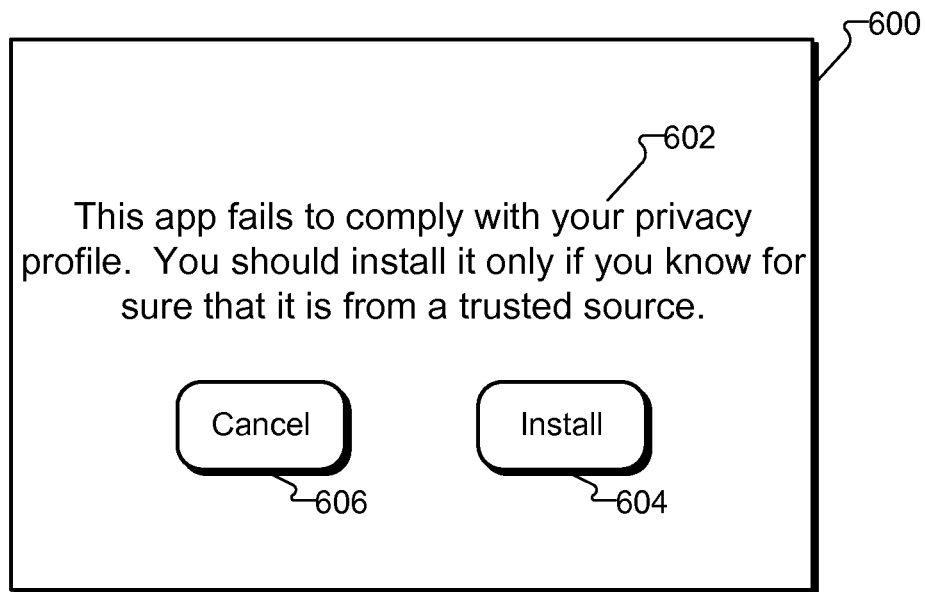 600
602
This app fails to comply with your privacy
profile.  You should install it only if you know for
sure that it is from a trusted source.
Cancel
Install
606
604